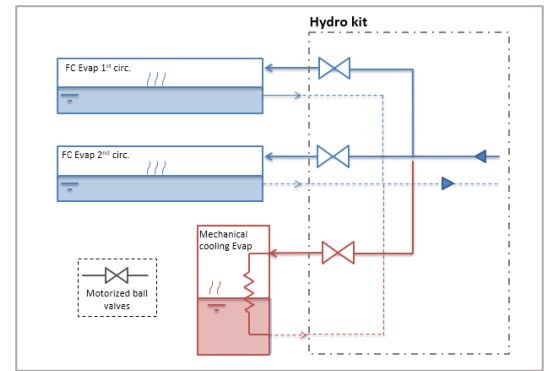 Hydro kit
FC Evap 1st circ.
FC Evap 2nd circ.
Mechanical
cooling Evap
Motorized ball
valves